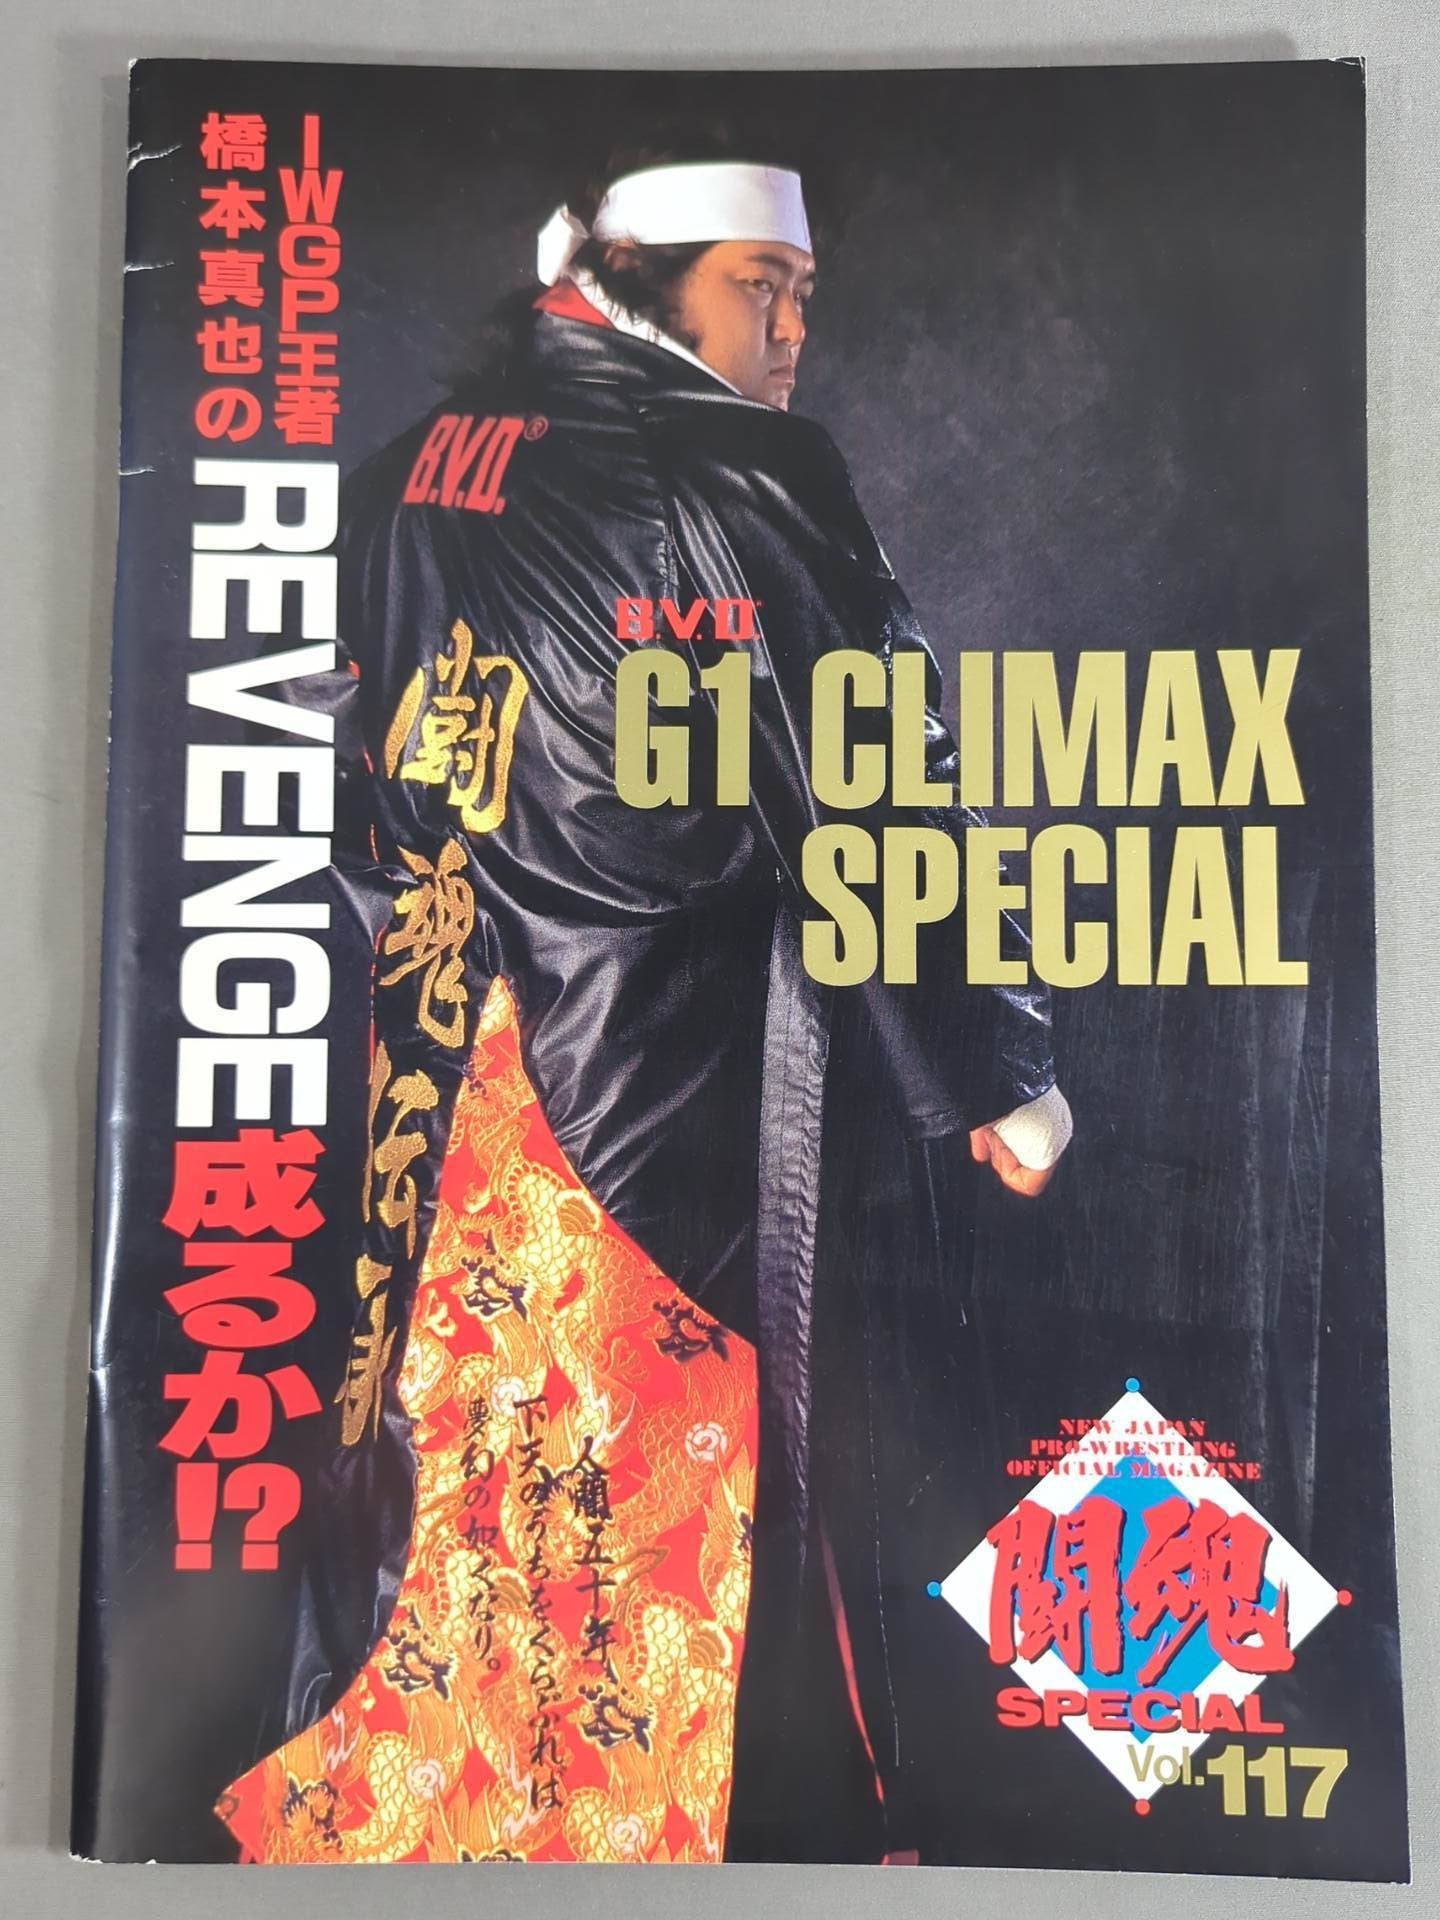 IWGP王者
橋本真也の
REVENGE成るか!?
B.V.D.®
B.V.D.
G1 CLIMAX
SPECIAL
闘魂伝承
人間五十年、
下天のうちをくらぶれば
夢幻の如くなり。
NEW JAPAN
PRO-WRESTLING
OFFICIAL MAGAZINE
闘魂
SPECIAL
Vol.117